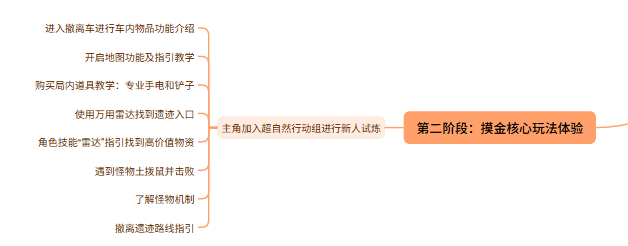 进入撤离车进行车内物品功能介绍
开启地图功能及指引教学
购买局内道具教学：专业手电和铲子
使用万用雷达找到遗迹入口
角色技能“雷达”指引找到高价值物资
遇到怪物土拨鼠并击败
了解怪物机制
撤离遗迹路线指引
主角加入超自然行动组进行新人试炼
第二阶段：摸金核心玩法体验